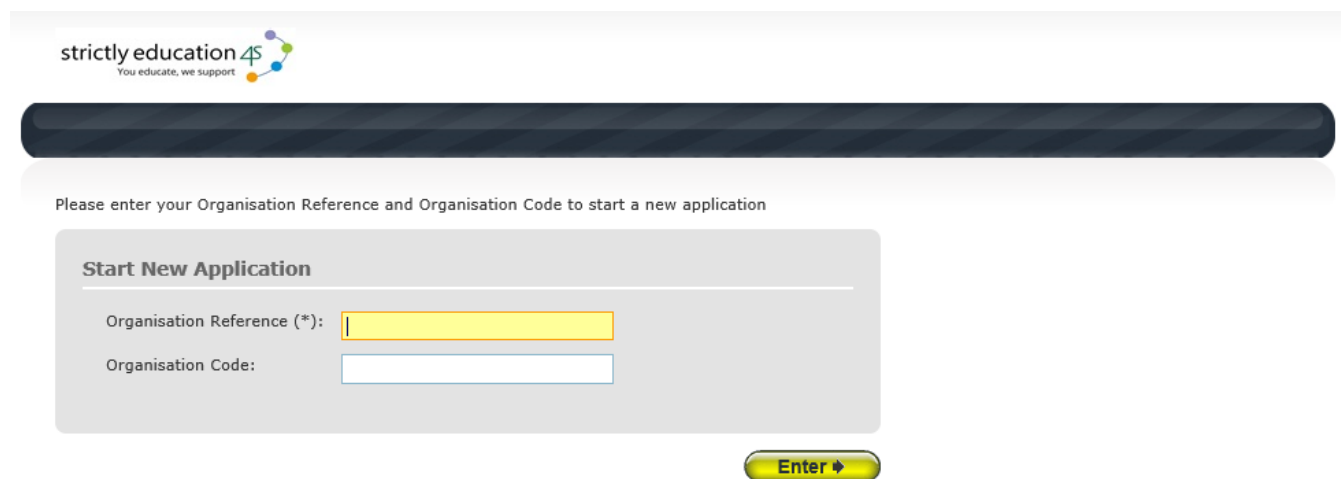 strictly education 4S
You educate, we support
Please enter your Organisation Reference and Organisation Code to start a new application
Start New Application
Organisation Reference (*):
Organisation Code:
Enter